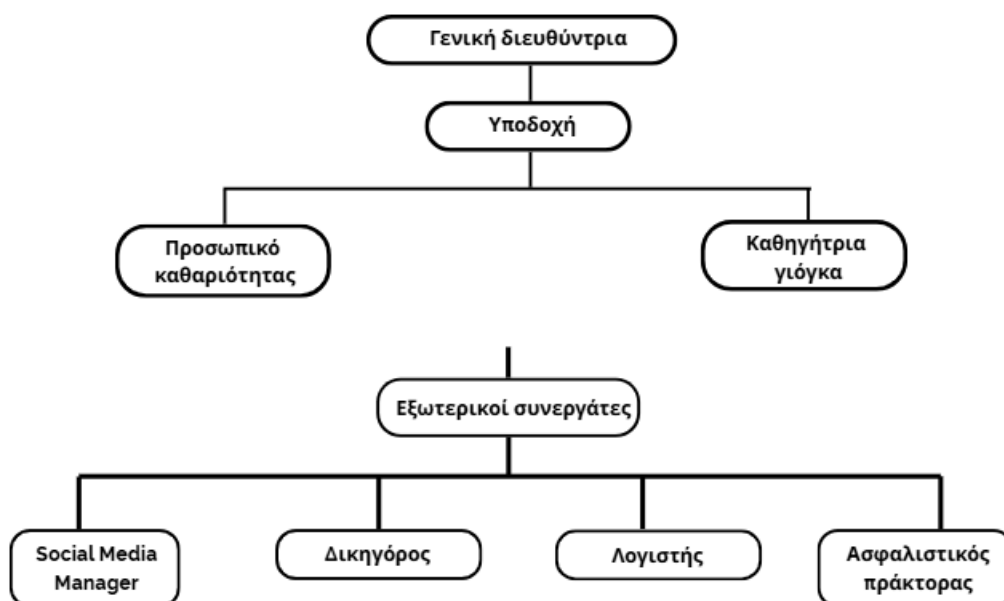 Γενική διευθύντρια
Υποδοχή
Προσωπικό
καθαριότητας
Καθηγήτρια
γιόγκα
Εξωτερικοί συνεργάτες
Social Media
Manager
Δικηγόρος
Λογιστής
Ασφαλιστικός
πράκτορας